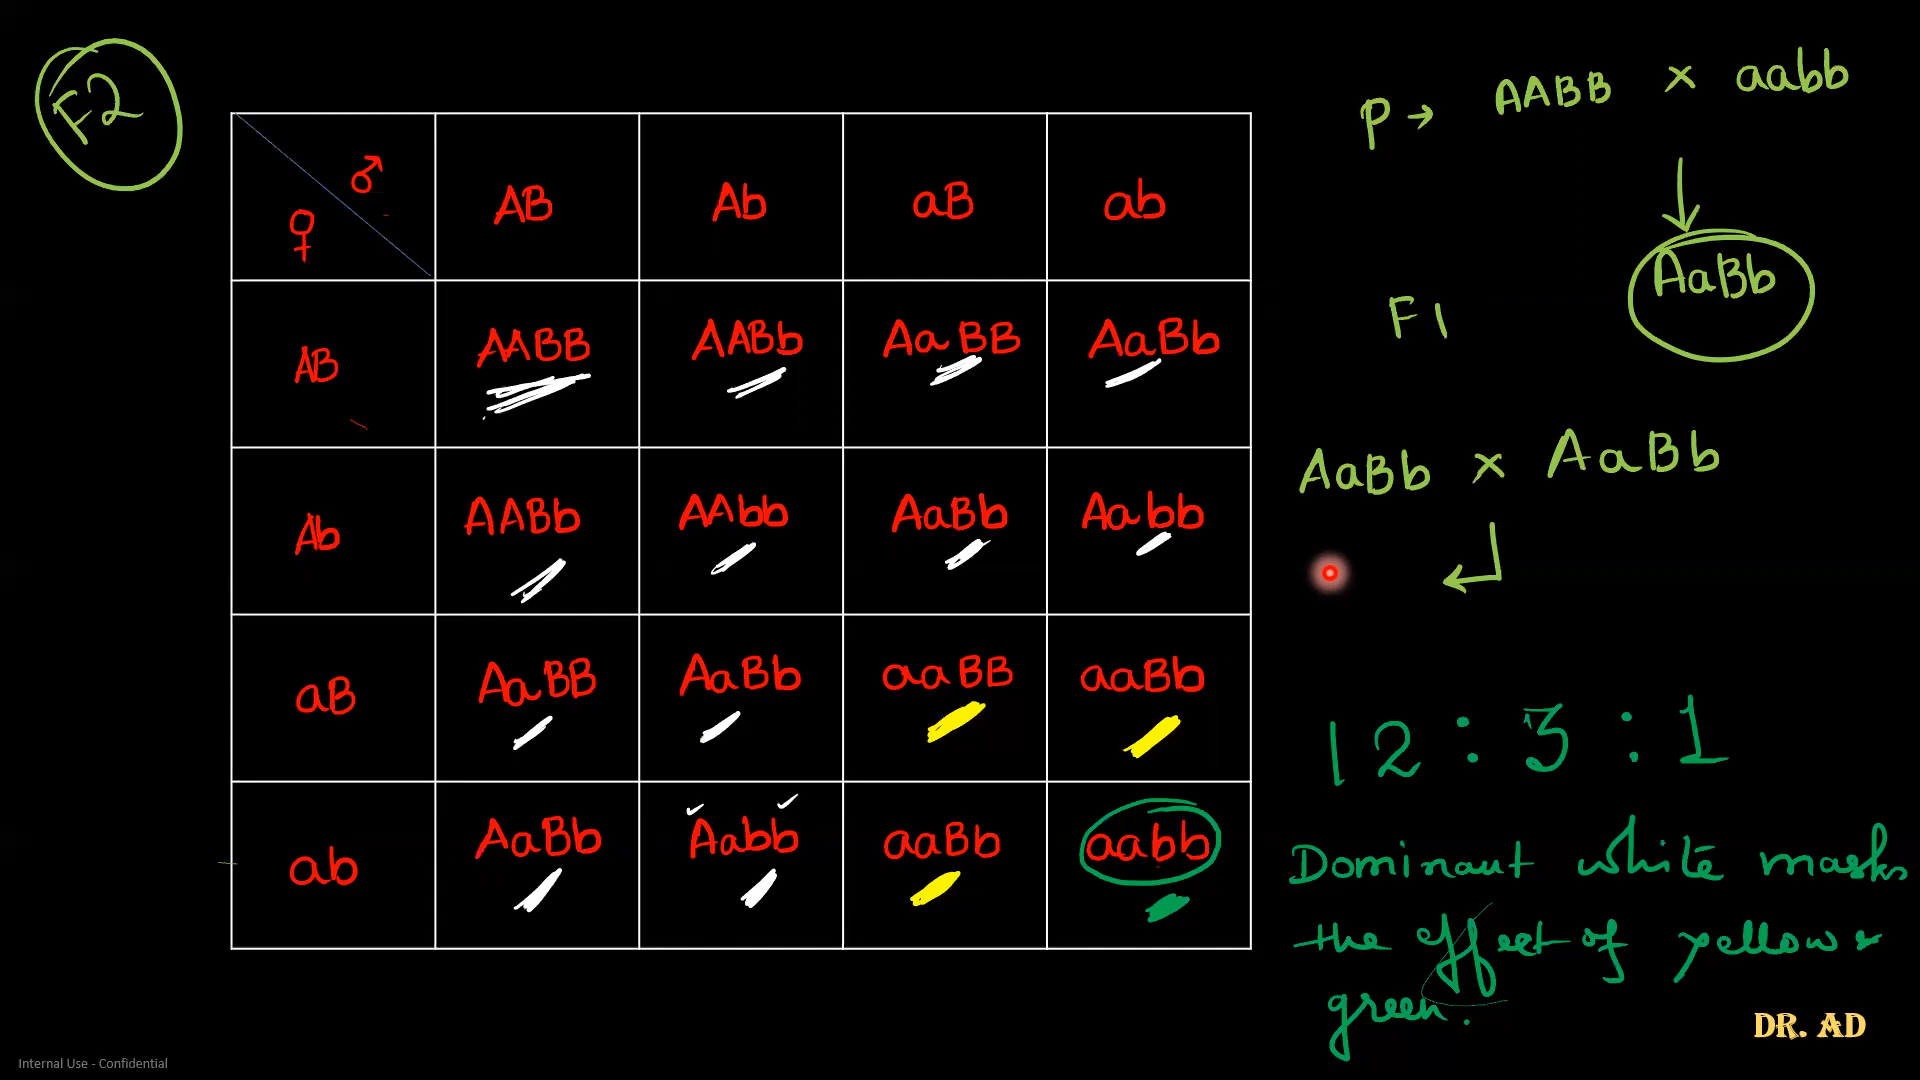 F2
♂
♀
AB Ab aB ab
AB AABB AABb AaBB AaBb
Ab AABb AAbb AaBb Aabb
aB AaBB AaBb aaBB aaBb
ab AaBb Aabb aaBb aabb
P → AABB × aabb
F1 AaBb
AaBb × AaBb
12 : 3 : 1
Dominant white masks
the effect of yellow &
green.
DR. AD
Internal Use - Confidential